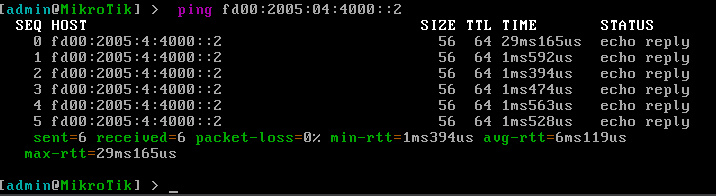 [admin@MikroTik] > ping fd00:2005:04:4000::2
SEQ HOST SIZE TTL TIME STATUS
0 fd00:2005:4:4000::2 56 64 29ms165us echo reply
1 fd00:2005:4:4000::2 56 64 1ms592us echo reply
2 fd00:2005:4:4000::2 56 64 1ms394us echo reply
3 fd00:2005:4:4000::2 56 64 1ms474us echo reply
4 fd00:2005:4:4000::2 56 64 1ms563us echo reply
5 fd00:2005:4:4000::2 56 64 1ms528us echo reply
sent=6 received=6 packet-loss=0% min-rtt=1ms394us avg-rtt=6ms119us
max-rtt=29ms165us
[admin@MikroTik] > _